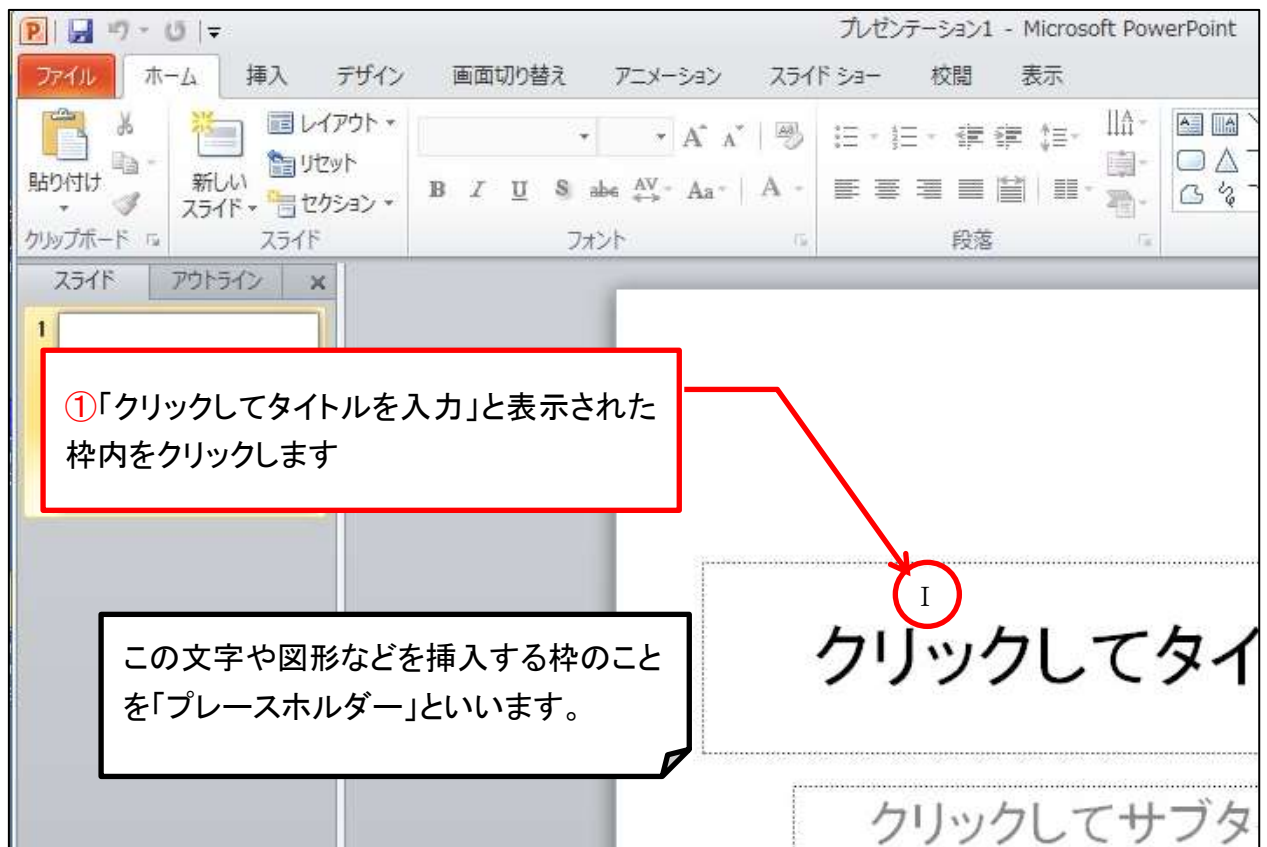 プレゼンテーション1 - Microsoft PowerPoint
ファイル ホーム 挿入 デザイン 画面切り替え アニメーション スライド ショー 校閲 表示
貼り付け
新しい
スライド
レイアウト
リセット
セクション
B I U S abc AV Aa A
クリップボード スライド フォント 段落
スライド アウトライン
1
①「クリックしてタイトルを入力」と表示された
枠内をクリックします
この文字や図形などを挿入する枠のこと
を「プレースホルダー」といいます。
クリックしてタイ
クリックしてサブタ